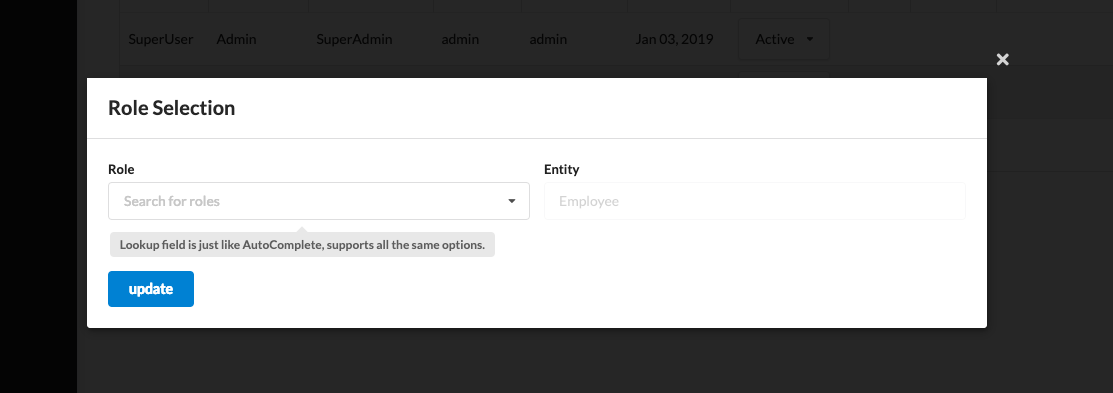 SuperUser Admin SuperAdmin admin admin Jan 03, 2019 Active
Role Selection
Role Entity
Search for roles Employee
Lookup field is just like AutoComplete, supports all the same options.
update